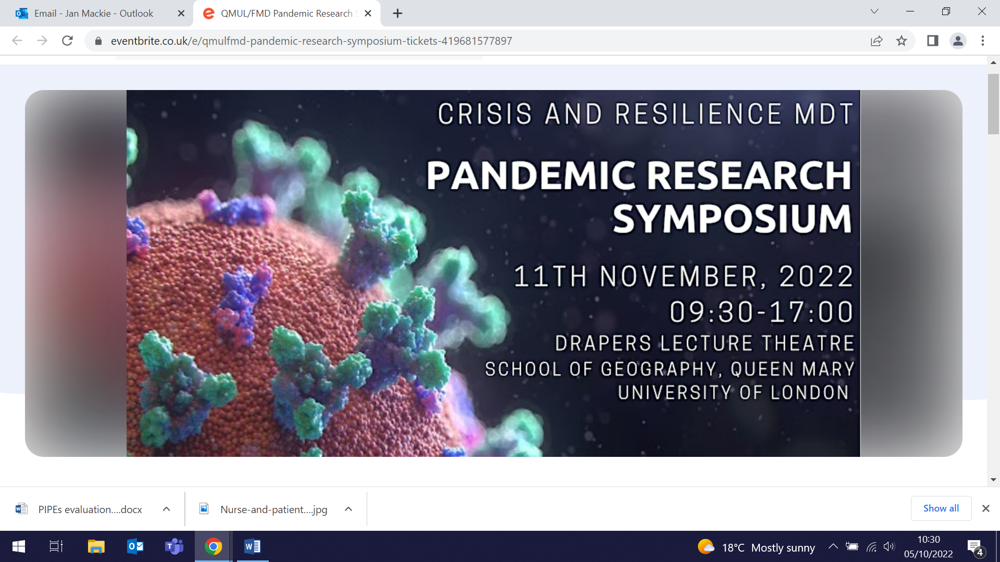 Email - Jan Mackie - Outlook
QMUL/FMD Pandemic Research
eventbrite.co.uk/e/qmulfmd-pandemic-research-symposium-tickets-419681577897
CRISIS AND RESILIENCE MDT
PANDEMIC RESEARCH
SYMPOSIUM
11TH NOVEMBER, 2022
09:30-17:00
DRAPERS LECTURE THEATRE
SCHOOL OF GEOGRAPHY, QUEEN MARY
UNIVERSITY OF LONDON
PIPEs evaluation....docx
Nurse-and-patient....jpg
Show all
18°C Mostly sunny
10:30
05/10/2022
4